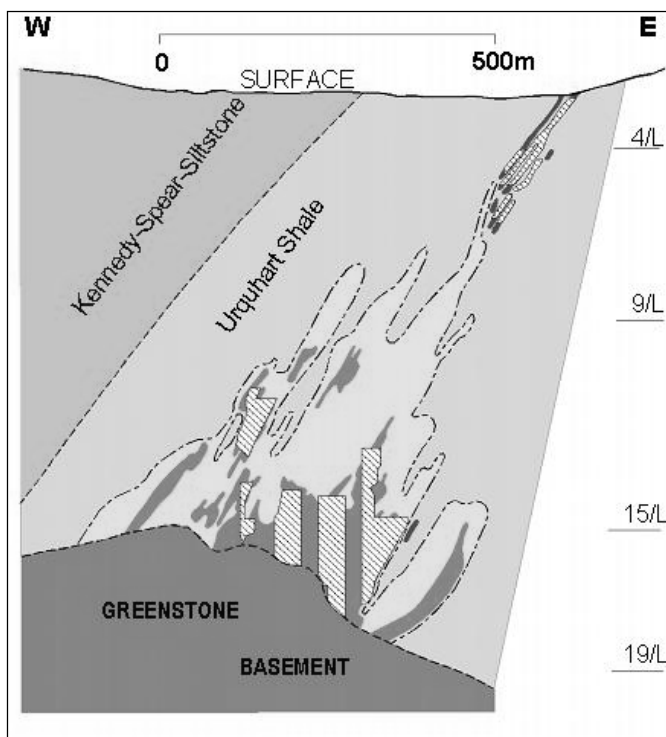 W E
0 500m
SURFACE
4/L
Kennedy-Spear-Siltstone
Urquhart Shale
9/L
15/L
GREENSTONE
BASEMENT
19/L